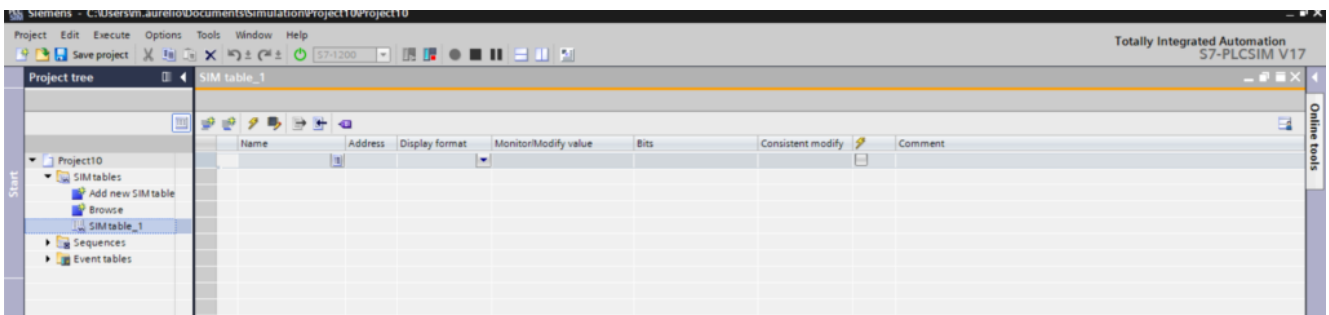 Siemens - C:\Users\m.aurelio\Documents\Simulation\Project10\Project10
Project Edit Execute Options Tools Window Help
Totally Integrated Automation
S7-PLCSIM V17
Save project S7-1200
Project tree
SIM table_1
Name Address Display format Monitor/Modify value Bits Consistent modify Comment
Project10
SIM tables
Add new SIM table
Browse
SIM table_1
Sequences
Event tables
Start
Online tools